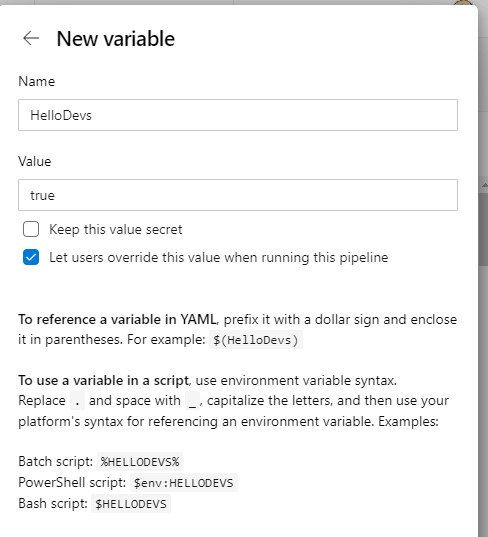 New variable
Name
HelloDevs
Value
true
Keep this value secret
Let users override this value when running this pipeline
To reference a variable in YAML, prefix it with a dollar sign and enclose
it in parentheses. For example: $(HelloDevs)
To use a variable in a script, use environment variable syntax.
Replace . and space with _, capitalize the letters, and then use your
platform's syntax for referencing an environment variable. Examples:
Batch script: %HELLODEVS%
PowerShell script: $env:HELLODEVS
Bash script: $HELLODEVS